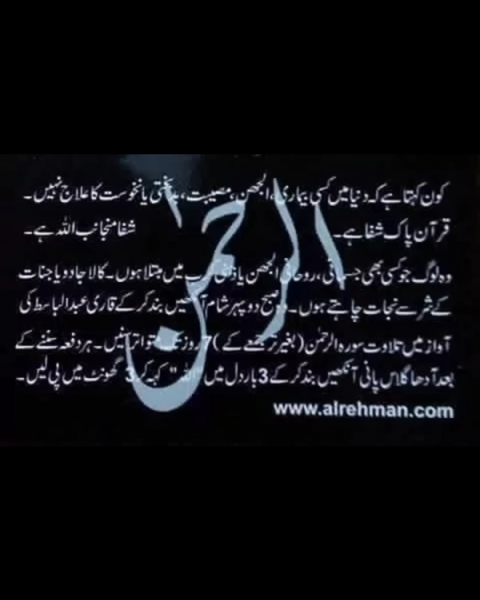 کون کہتا ہے کہ دنیا میں کسی بیماری، الجھن، مصیبت، بدبختی یا نحوست کا علاج نہیں۔
قرآن پاک شفا ہے۔ شفا منجانب اللہ ہے۔
وہ لوگ جو کسی بھی جسمانی، روحانی الجھن یا ذہنی کرب میں مبتلا ہوں۔ کالا جادو یا جنات
کے شر سے نجات چاہتے ہوں۔ وہ صبح دوپہر شام آنکھیں بند کر کے قاری عبدالباسط کی
آواز میں تلاوت سورہ الرحمٰن (بغیر ترجمعے کے) 7 روز تک متواتر سنیں۔ ہر دفعہ سننے کے
بعد آدھا گلاس پانی آنکھیں بند کر کے 3 بار دل میں "اللہ" کہہ کر 3 گھونٹ میں پی لیں۔
www.alrehman.com
الرحمٰن